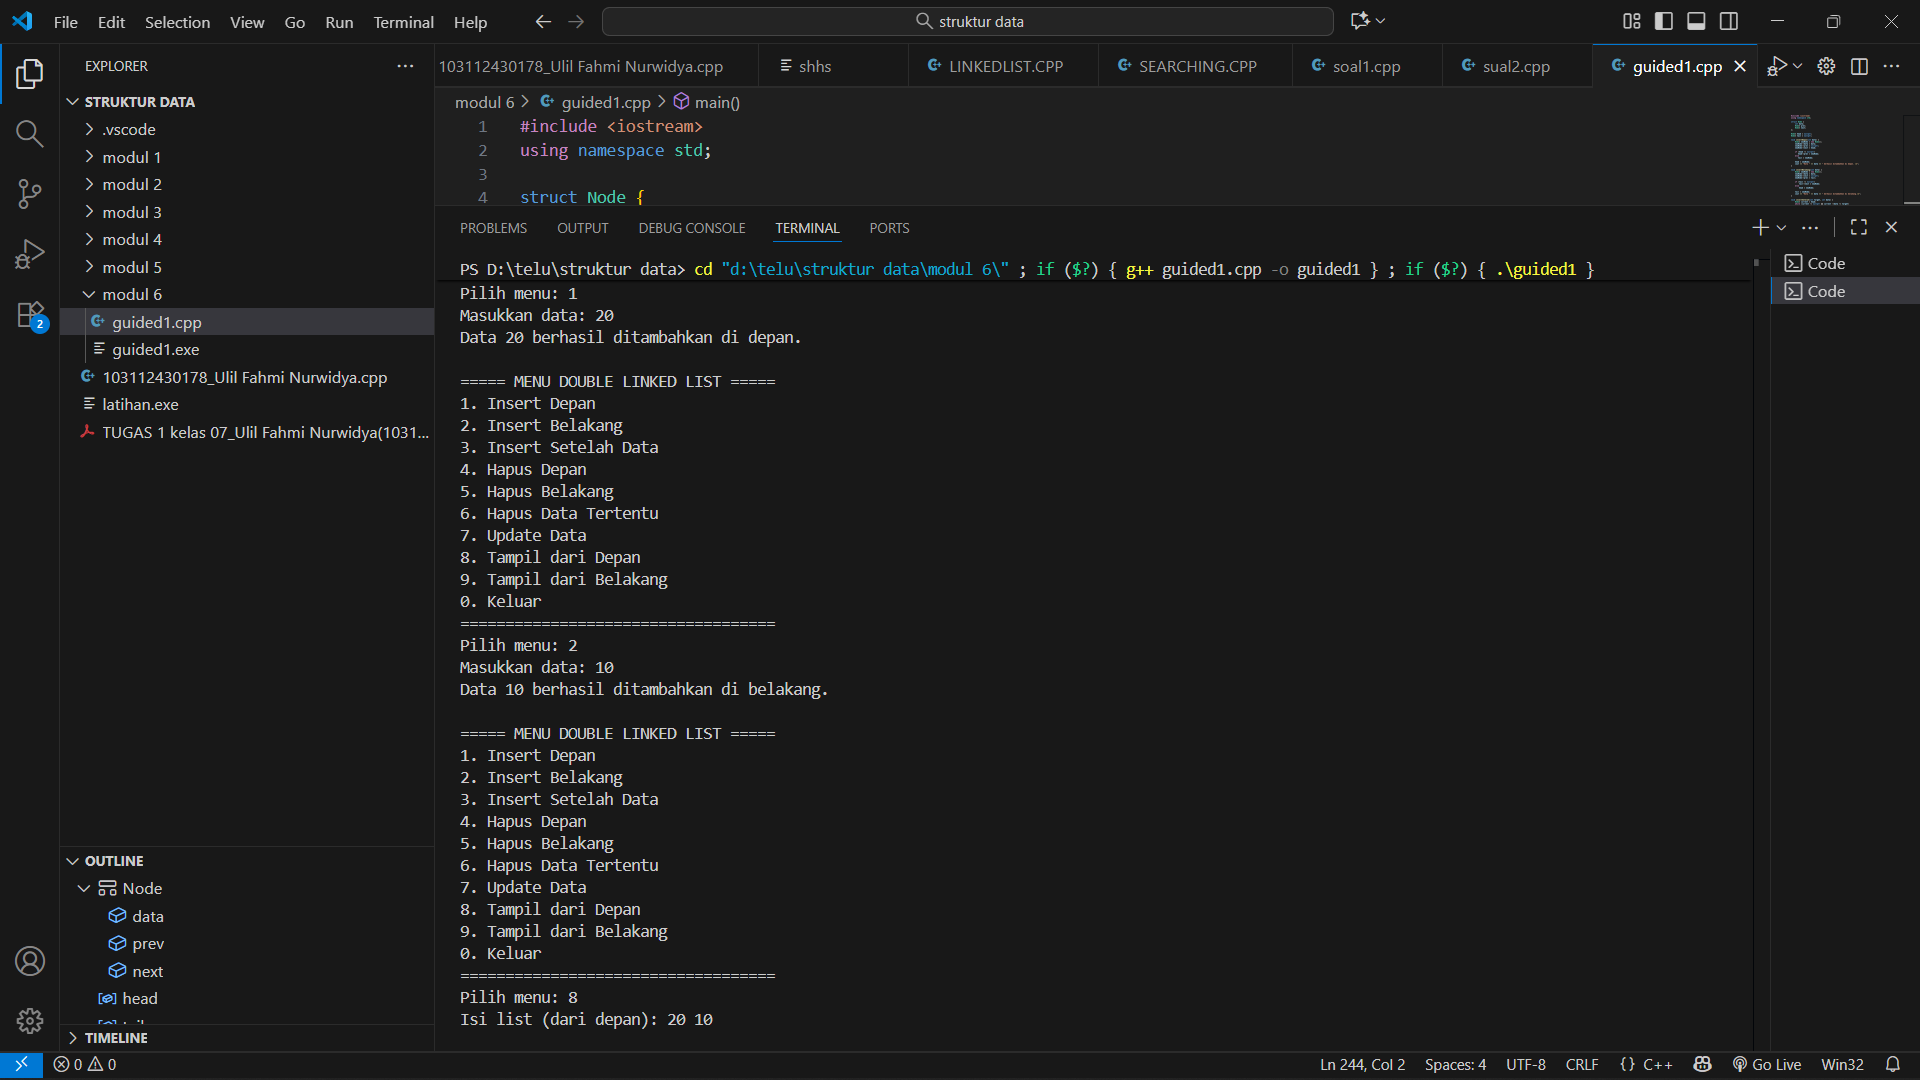 File Edit Selection View Go Run Terminal Help
struktur data
EXPLORER
STRUKTUR DATA
.vscode
modul 1
modul 2
modul 3
modul 4
modul 5
modul 6
guided1.cpp
guided1.exe
103112430178_Ulil Fahmi Nurwidya.cpp
latihan.exe
TUGAS 1 kelas 07_Ulil Fahmi Nurwidya(1031...
2
OUTLINE
Node
data
prev
next
head
TIMELINE
103112430178_Ulil Fahmi Nurwidya.cpp shhs LINKEDLIST.CPP SEARCHING.CPP soal1.cpp sual2.cpp guided1.cpp
modul 6 > guided1.cpp > main()
1 #include <iostream>
2 using namespace std;
3
4 struct Node {
PROBLEMS OUTPUT DEBUG CONSOLE TERMINAL PORTS
PS D:\telu\struktur data> cd "d:\telu\struktur data\modul 6\" ; if ($?) { g++ guided1.cpp -o guided1 } ; if ($?) { .\guided1 }
Pilih menu: 1
Masukkan data: 20
Data 20 berhasil ditambahkan di depan.
===== MENU DOUBLE LINKED LIST =====
1. Insert Depan
2. Insert Belakang
3. Insert Setelah Data
4. Hapus Depan
5. Hapus Belakang
6. Hapus Data Tertentu
7. Update Data
8. Tampil dari Depan
9. Tampil dari Belakang
0. Keluar
===================================
Pilih menu: 2
Masukkan data: 10
Data 10 berhasil ditambahkan di belakang.
===== MENU DOUBLE LINKED LIST =====
1. Insert Depan
2. Insert Belakang
3. Insert Setelah Data
4. Hapus Depan
5. Hapus Belakang
6. Hapus Data Tertentu
7. Update Data
8. Tampil dari Depan
9. Tampil dari Belakang
0. Keluar
===================================
Pilih menu: 8
Isi list (dari depan): 20 10
Code
Code
0 0
Ln 244, Col 2 Spaces: 4 UTF-8 CRLF {} C++ Go Live Win32